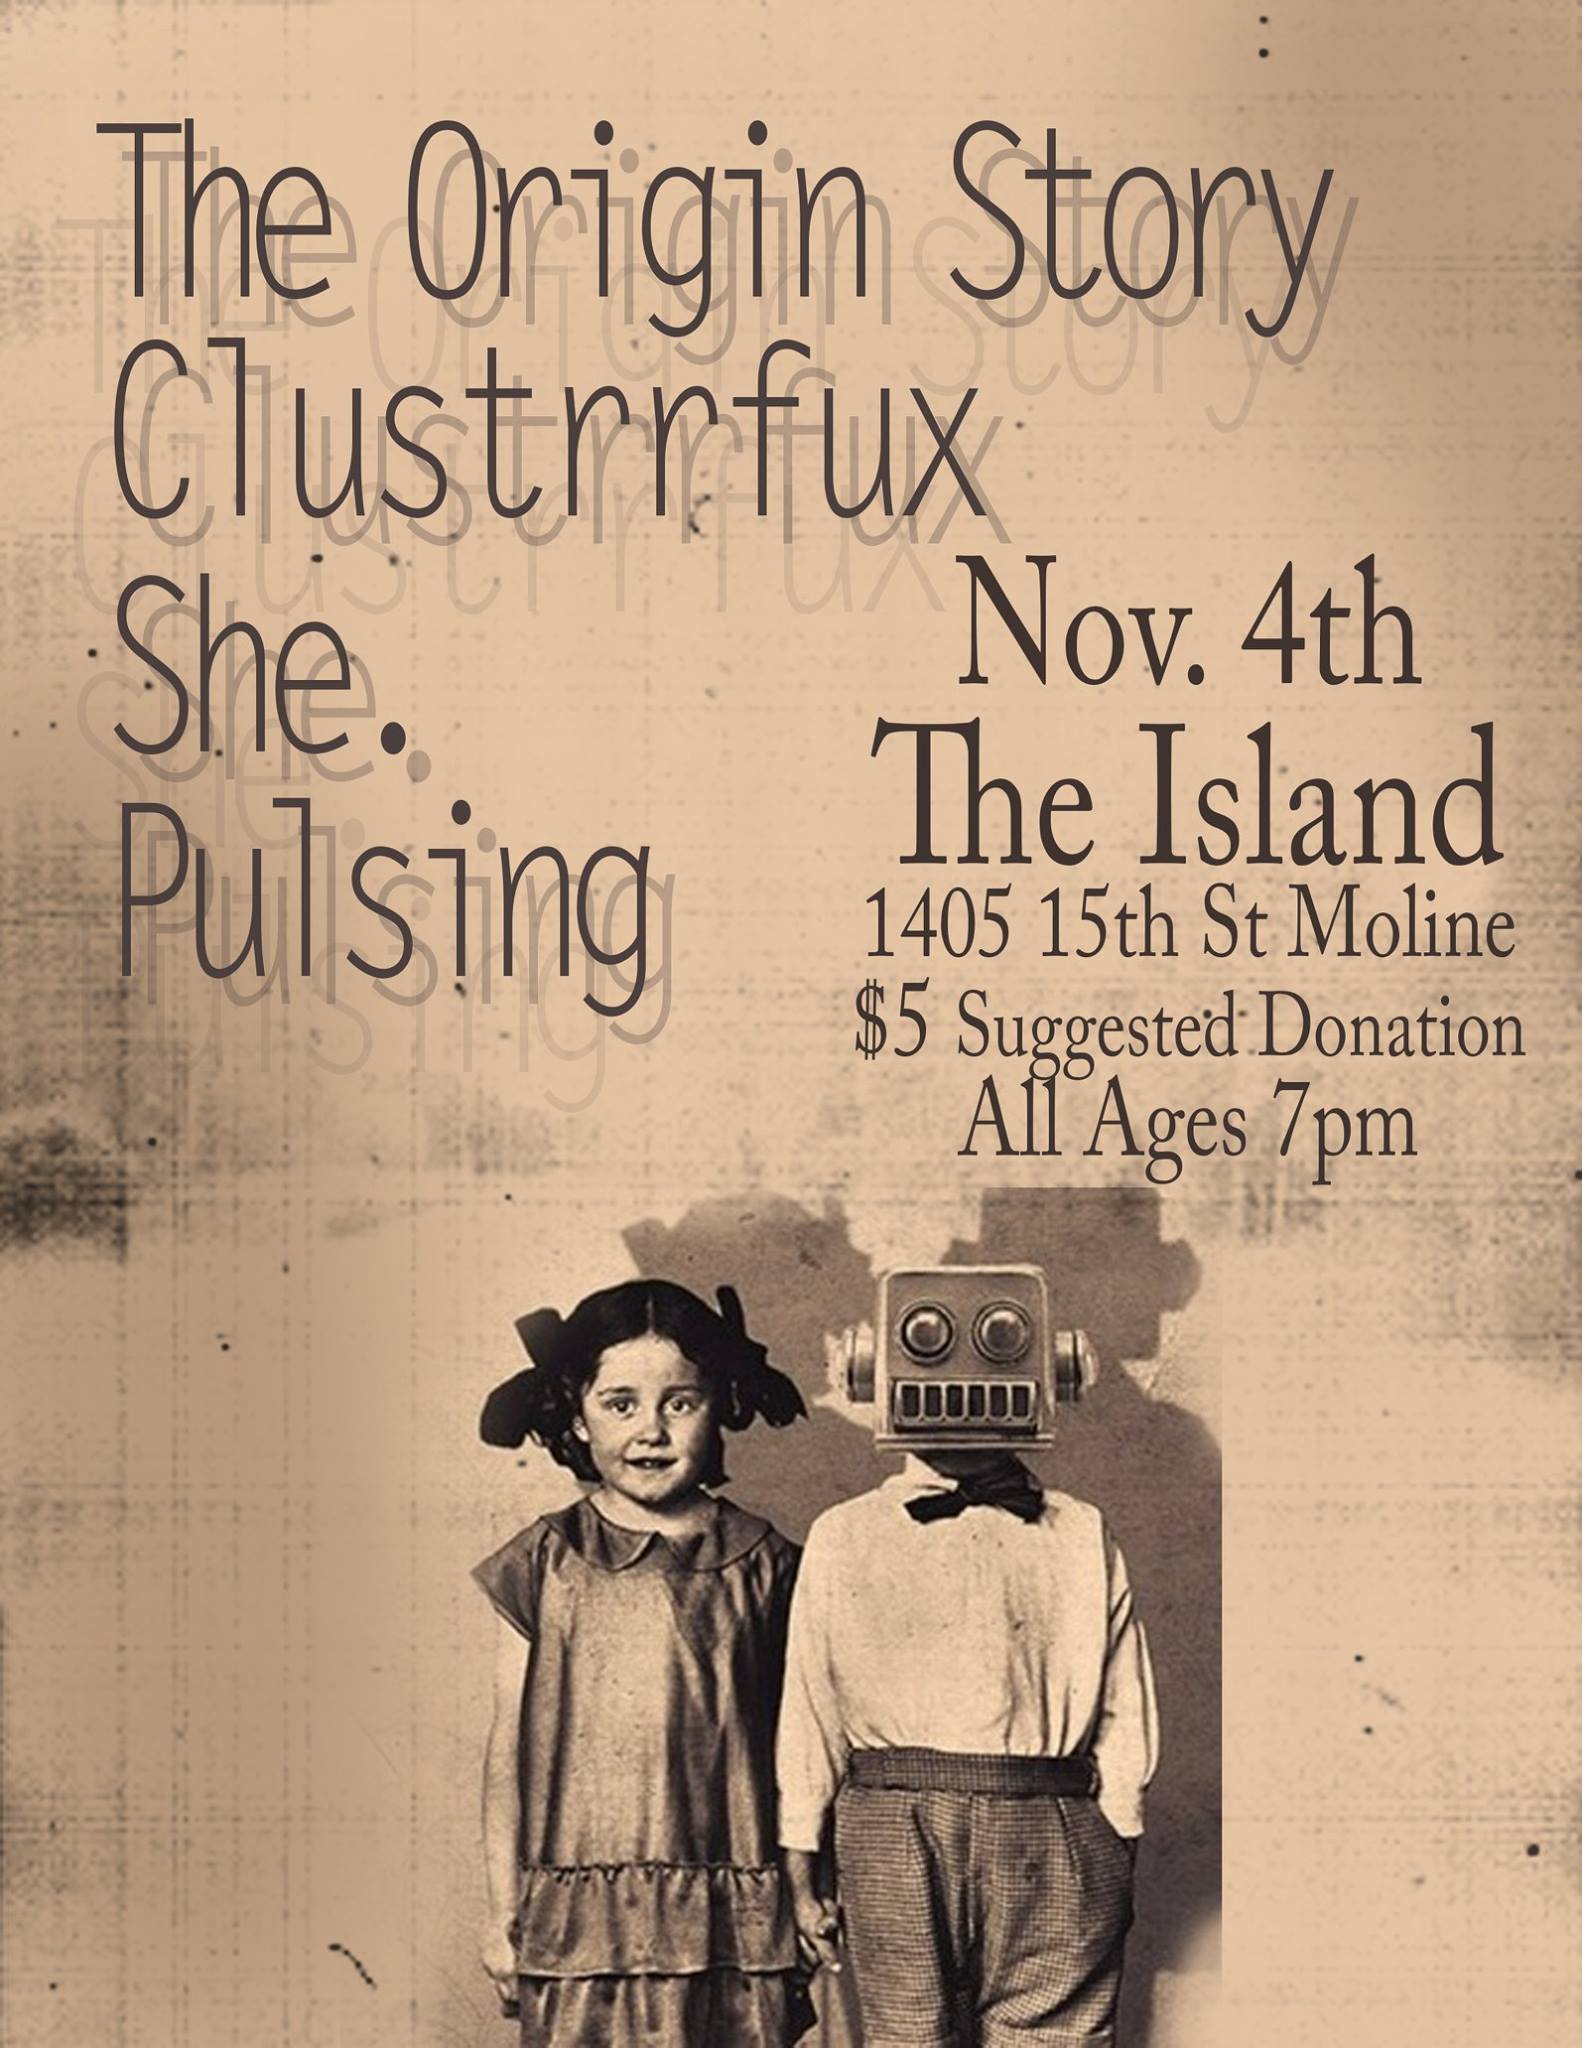 The Origin Story
Clustrrfux
She.
Pulsing
Nov. 4th
The Island
1405 15th St Moline
$5 Suggested Donation
All Ages 7pm